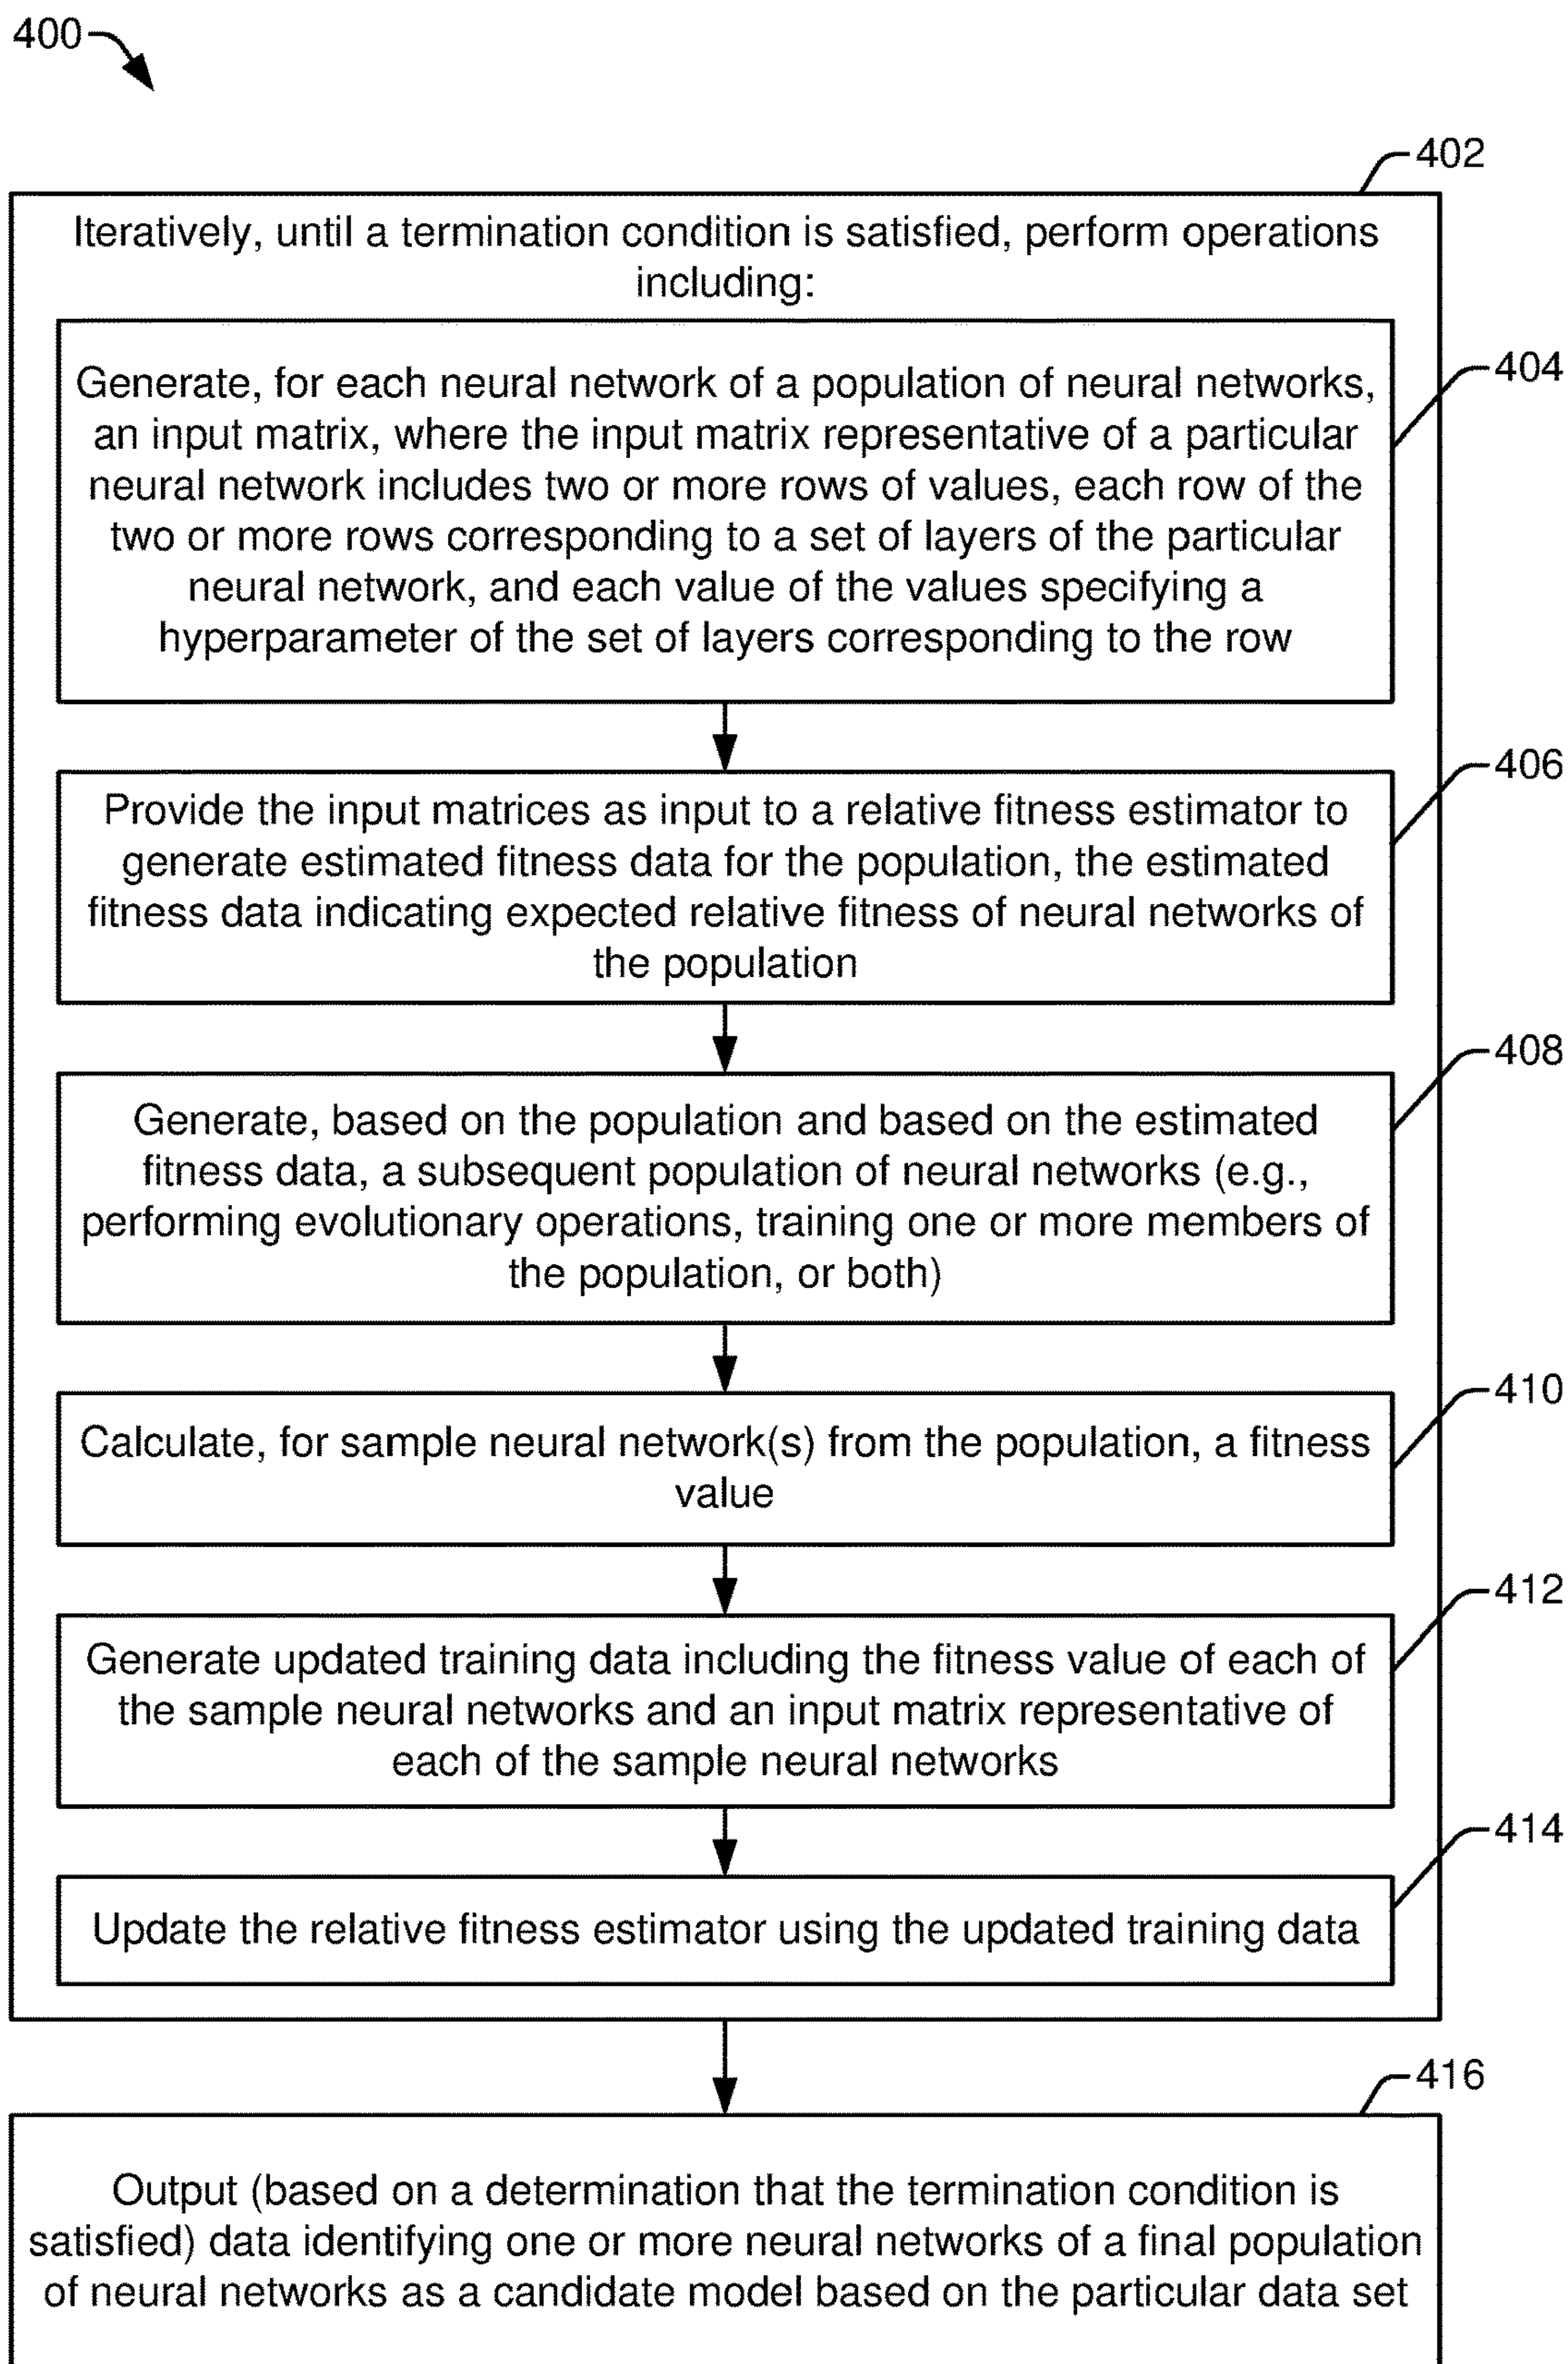 400
402
Iteratively, until a termination condition is satisfied, perform operations
including:
404
Generate, for each neural network of a population of neural networks,
an input matrix, where the input matrix representative of a particular
neural network includes two or more rows of values, each row of the
two or more rows corresponding to a set of layers of the particular
neural network, and each value of the values specifying a
hyperparameter of the set of layers corresponding to the row
406
Provide the input matrices as input to a relative fitness estimator to
generate estimated fitness data for the population, the estimated
fitness data indicating expected relative fitness of neural networks of
the population
408
Generate, based on the population and based on the estimated
fitness data, a subsequent population of neural networks (e.g.,
performing evolutionary operations, training one or more members of
the population, or both)
410
Calculate, for sample neural network(s) from the population, a fitness
value
412
Generate updated training data including the fitness value of each of
the sample neural networks and an input matrix representative of
each of the sample neural networks
414
Update the relative fitness estimator using the updated training data
416
Output (based on a determination that the termination condition is
satisfied) data identifying one or more neural networks of a final population
of neural networks as a candidate model based on the particular data set